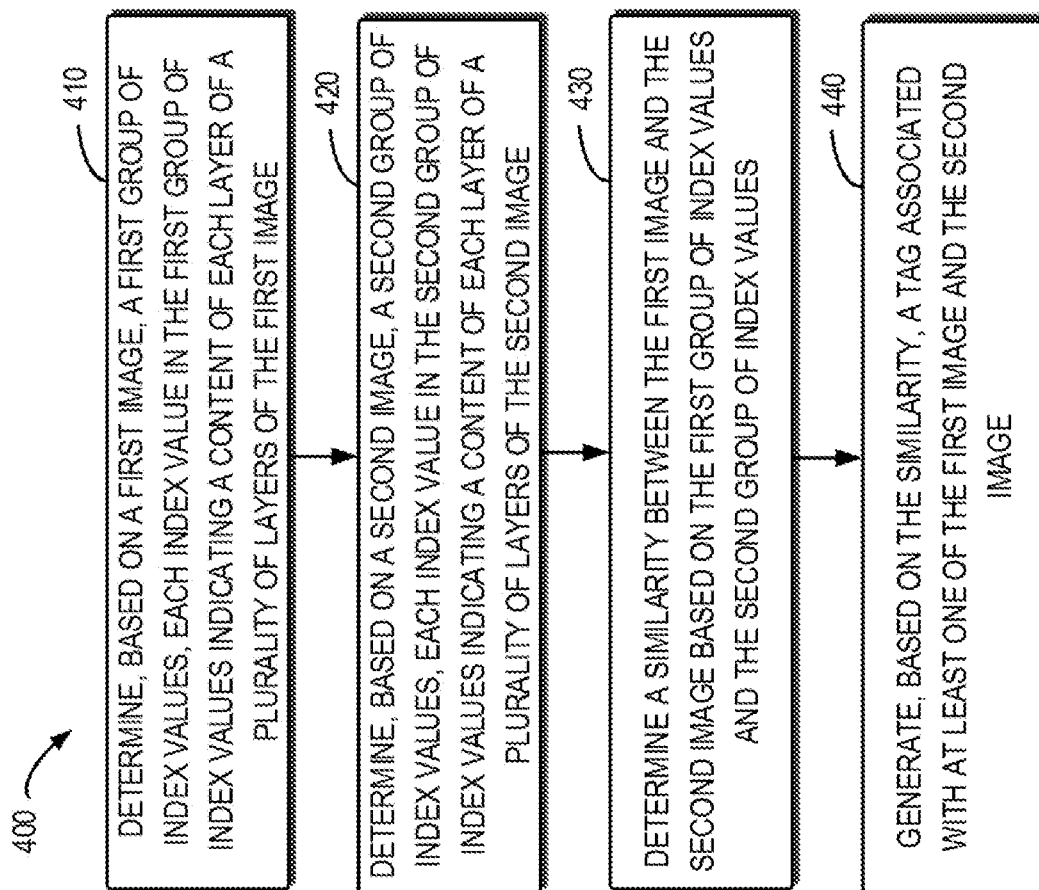 400
410
DETERMINE, BASED ON A FIRST IMAGE, A FIRST GROUP OF
INDEX VALUES, EACH INDEX VALUE IN THE FIRST GROUP OF
INDEX VALUES INDICATING A CONTENT OF EACH LAYER OF A
PLURALITY OF LAYERS OF THE FIRST IMAGE
420
DETERMINE, BASED ON A SECOND IMAGE, A SECOND GROUP OF
INDEX VALUES, EACH INDEX VALUE IN THE SECOND GROUP OF
INDEX VALUES INDICATING A CONTENT OF EACH LAYER OF A
PLURALITY OF LAYERS OF THE SECOND IMAGE
430
DETERMINE A SIMILARITY BETWEEN THE FIRST IMAGE AND THE
SECOND IMAGE BASED ON THE FIRST GROUP OF INDEX VALUES
AND THE SECOND GROUP OF INDEX VALUES
440
GENERATE, BASED ON THE SIMILARITY, A TAG ASSOCIATED
WITH AT LEAST ONE OF THE FIRST IMAGE AND THE SECOND
IMAGE